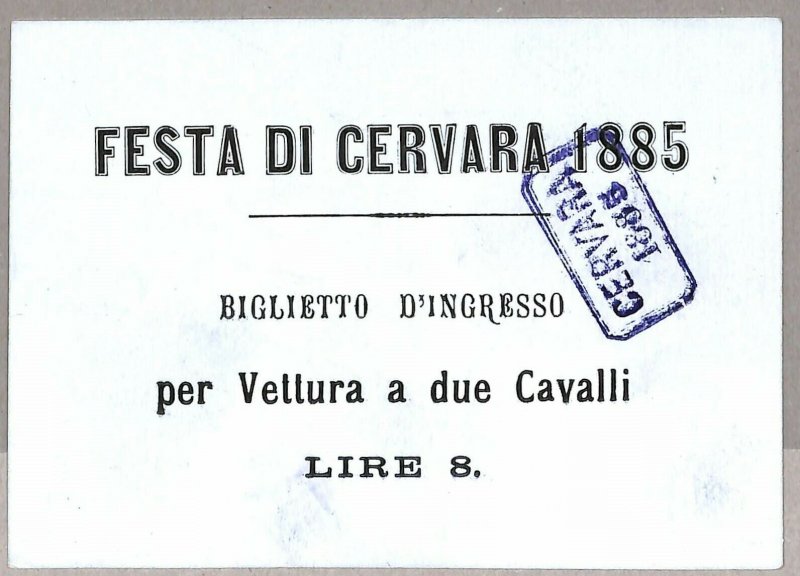 FESTA DI CERVARA 1885
CERVARA
1885
BIGLIETTO D'INGRESSO
per Vettura a due Cavalli
LIRE 8.